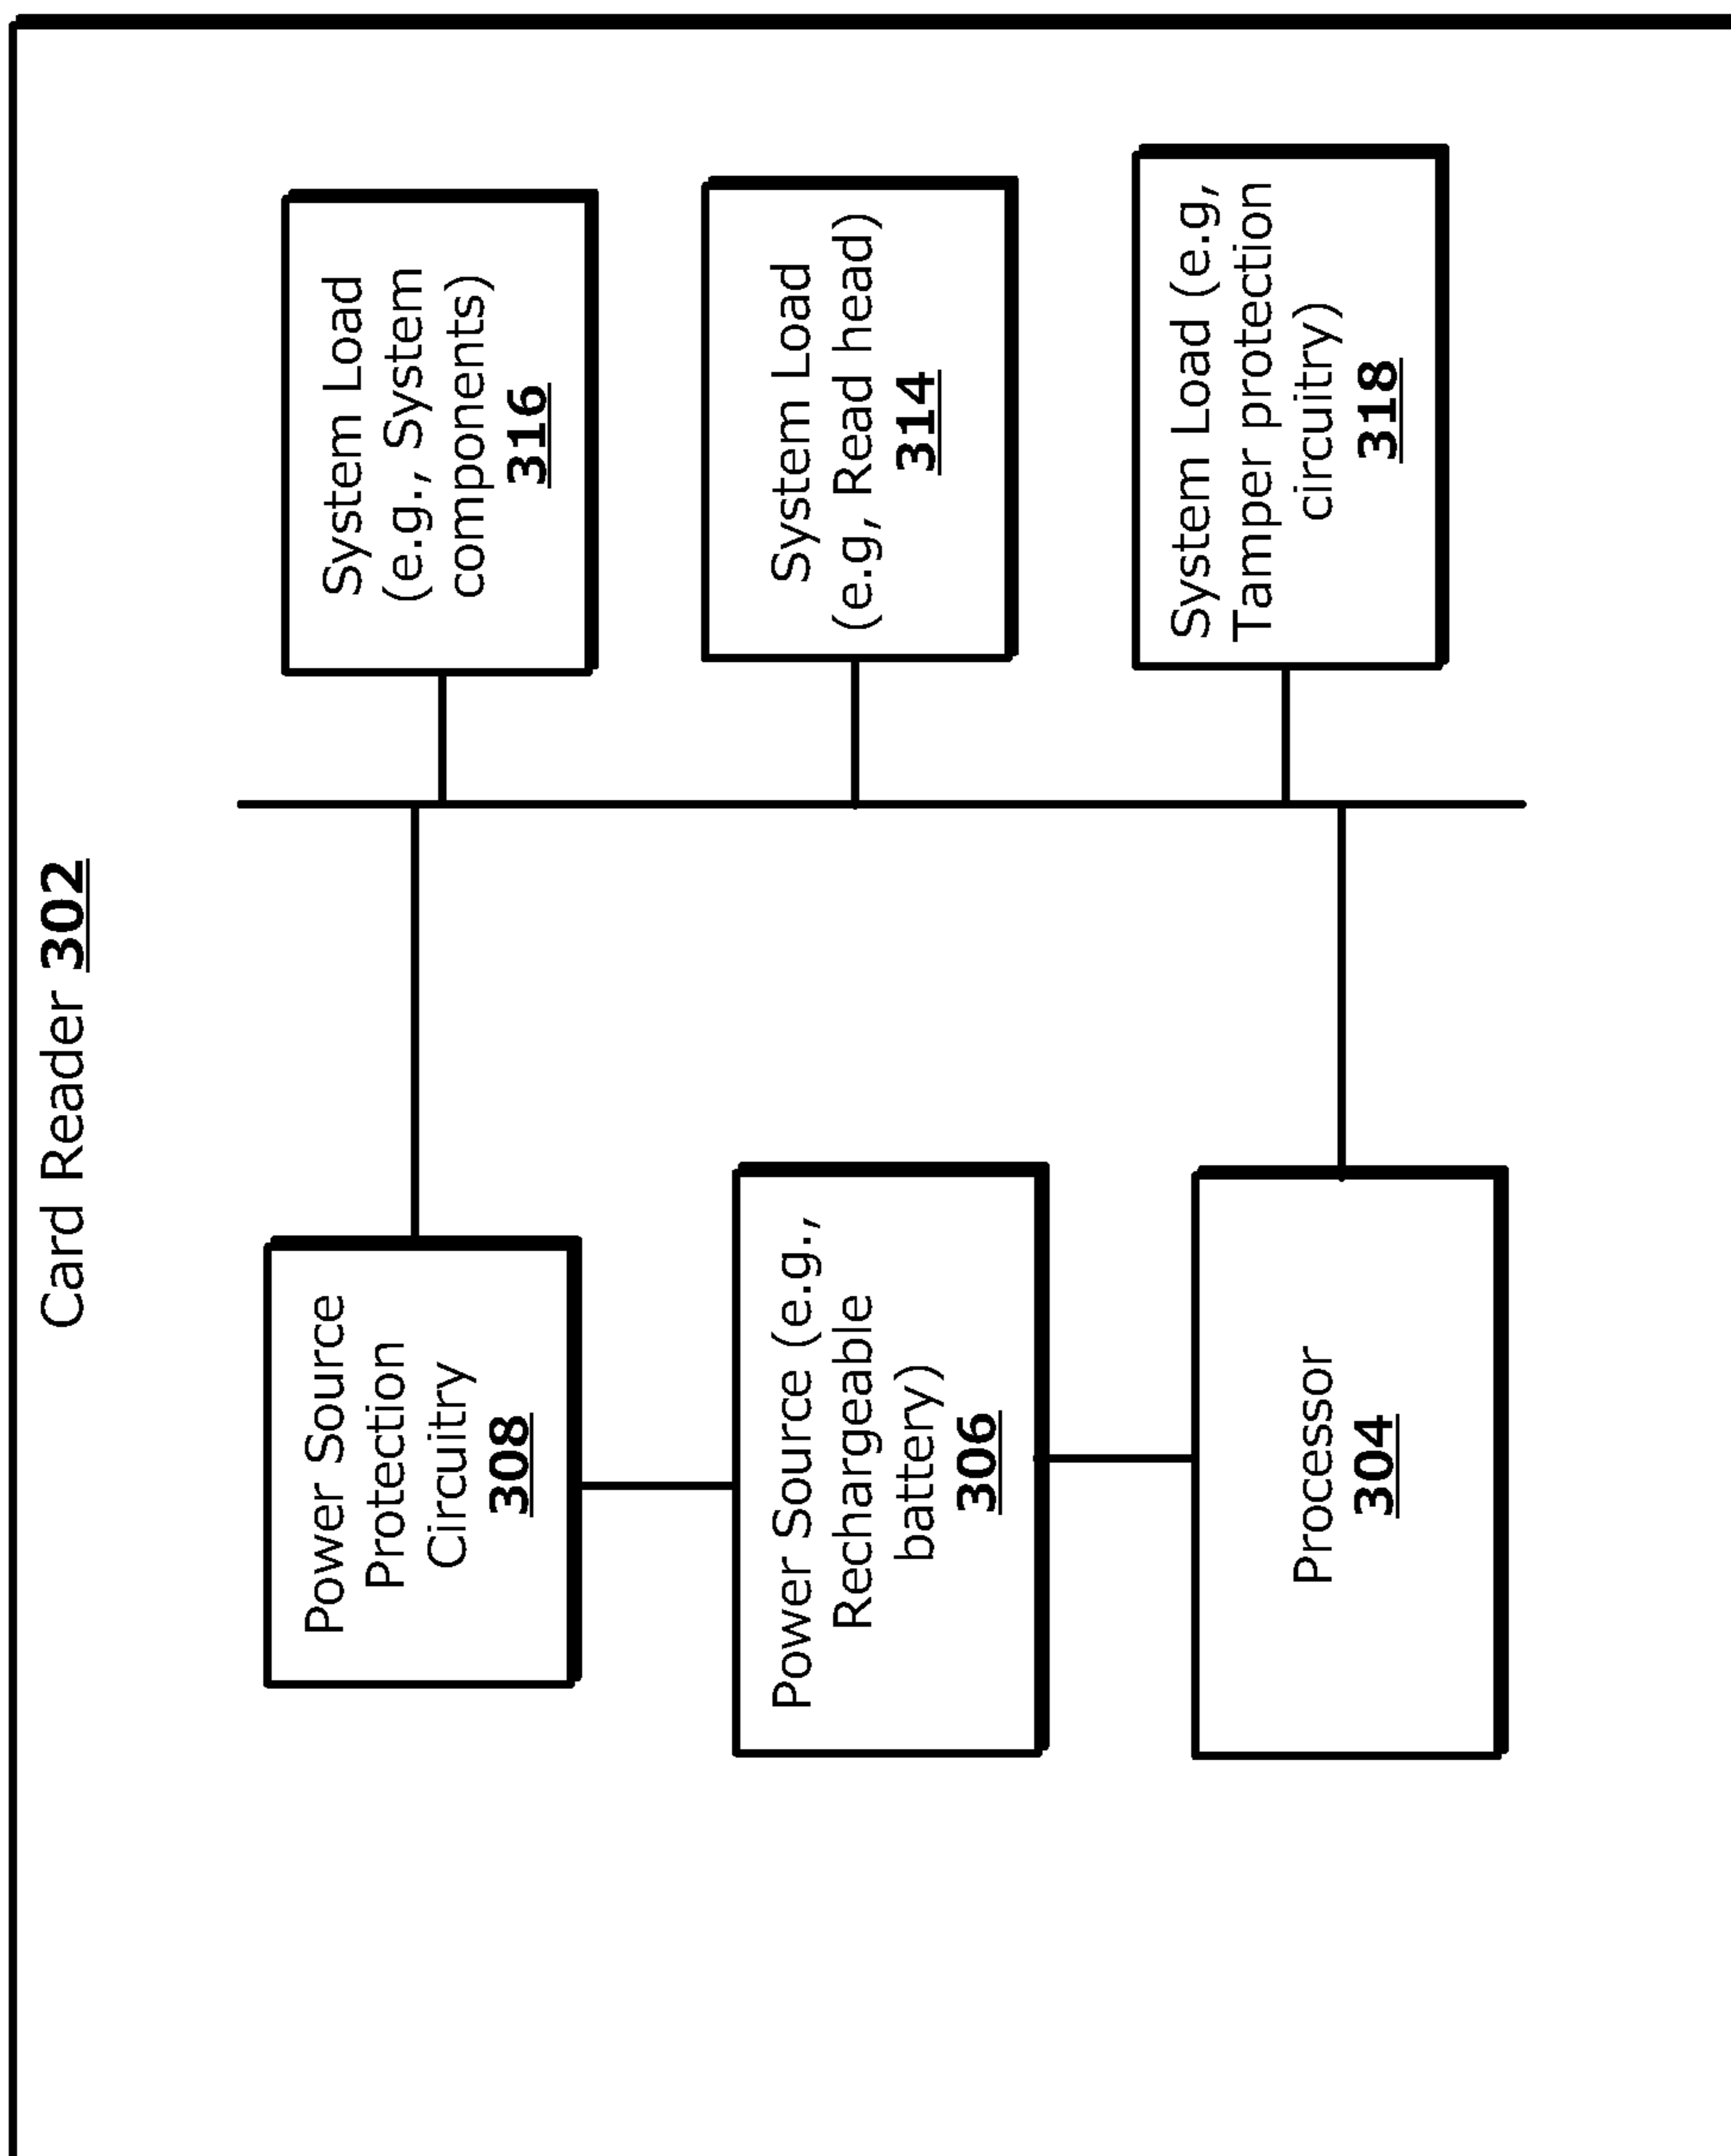 Card Reader 302
Power Source
Protection
Circuitry
308
System Load
(e.g., System
components)
316
Power Source (e.g.,
Rechargeable
battery)
306
System Load
(e.g, Read head)
314
Processor
304
System Load (e.g,
Tamper protection
circuitry)
318